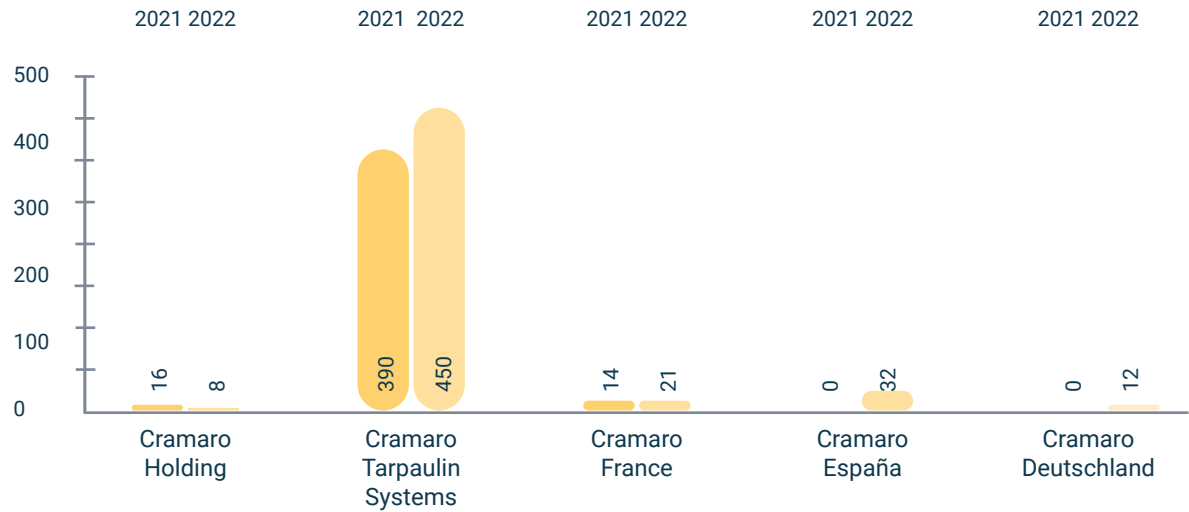 2021 2022
2021 2022
2021 2022
2021 2022
2021 2022
500
400
300
200
100
0
16
8
390
450
14
21
0
32
0
12
Cramaro
Holding
Cramaro
Tarpaulin
Systems
Cramaro
France
Cramaro
España
Cramaro
Deutschland